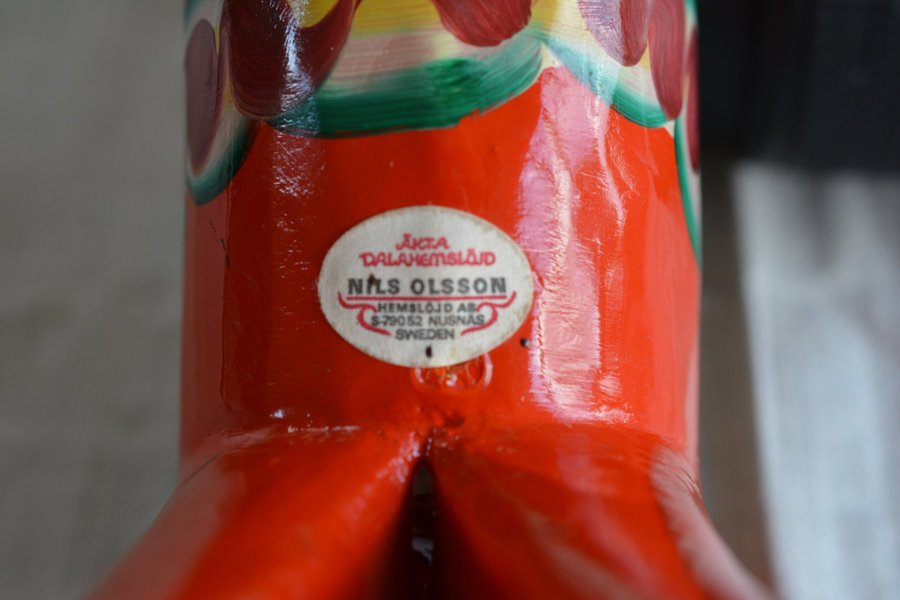 ÄKTA
DALAHEMSLÖJD
NILS OLSSON
HEMSLÖJD AB
S-790 52 NUSNÄS
SWEDEN